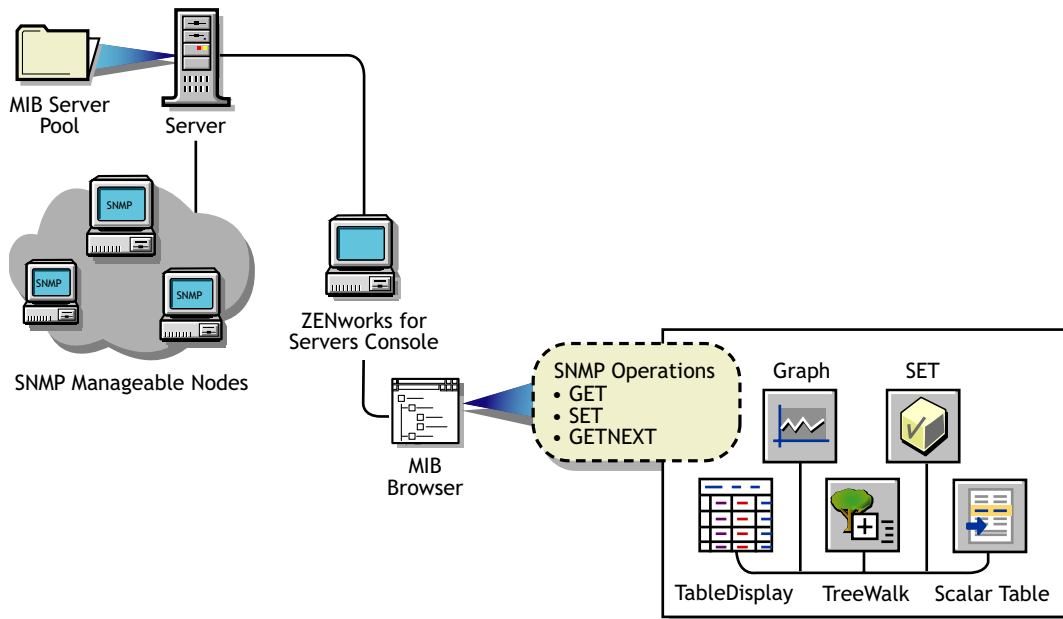 MIB Server
Pool
Server
SNMP
SNMP
SNMP
SNMP Manageable Nodes
ZENworks for
Servers Console
MIB
Browser
SNMP Operations
• GET
• SET
• GETNEXT
Graph
SET
TableDisplay
TreeWalk
Scalar Table